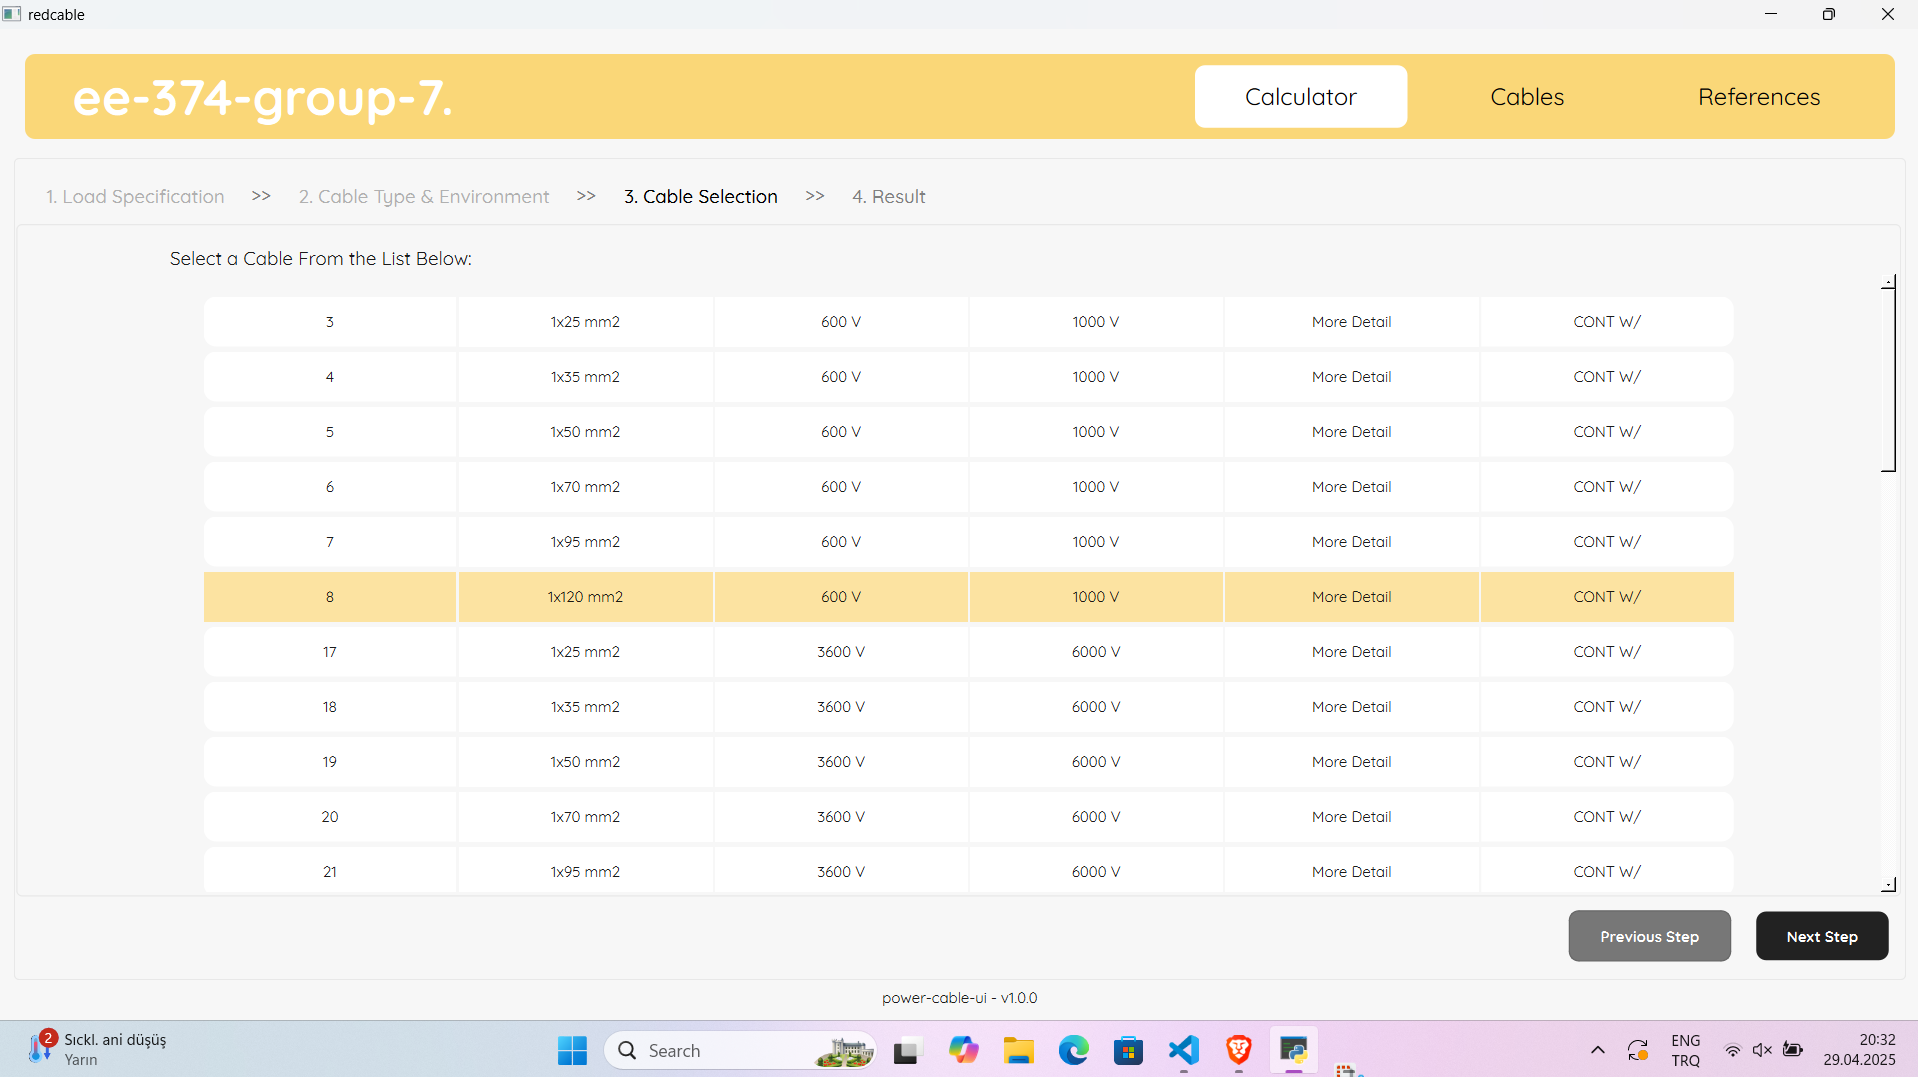 redcable
ee-374-group-7.
Calculator Cables References
1. Load Specification >> 2. Cable Type & Environment >> 3. Cable Selection >> 4. Result
Select a Cable From the List Below:
3 1x25 mm2 600 V 1000 V More Detail CONT W/
4 1x35 mm2 600 V 1000 V More Detail CONT W/
5 1x50 mm2 600 V 1000 V More Detail CONT W/
6 1x70 mm2 600 V 1000 V More Detail CONT W/
7 1x95 mm2 600 V 1000 V More Detail CONT W/
8 1x120 mm2 600 V 1000 V More Detail CONT W/
17 1x25 mm2 3600 V 6000 V More Detail CONT W/
18 1x35 mm2 3600 V 6000 V More Detail CONT W/
19 1x50 mm2 3600 V 6000 V More Detail CONT W/
20 1x70 mm2 3600 V 6000 V More Detail CONT W/
21 1x95 mm2 3600 V 6000 V More Detail CONT W/
Previous Step Next Step
power-cable-ui - v1.0.0
2 Sıckl. ani düşüş
Yarın
Search
ENG
TRQ
20:32
29.04.2025